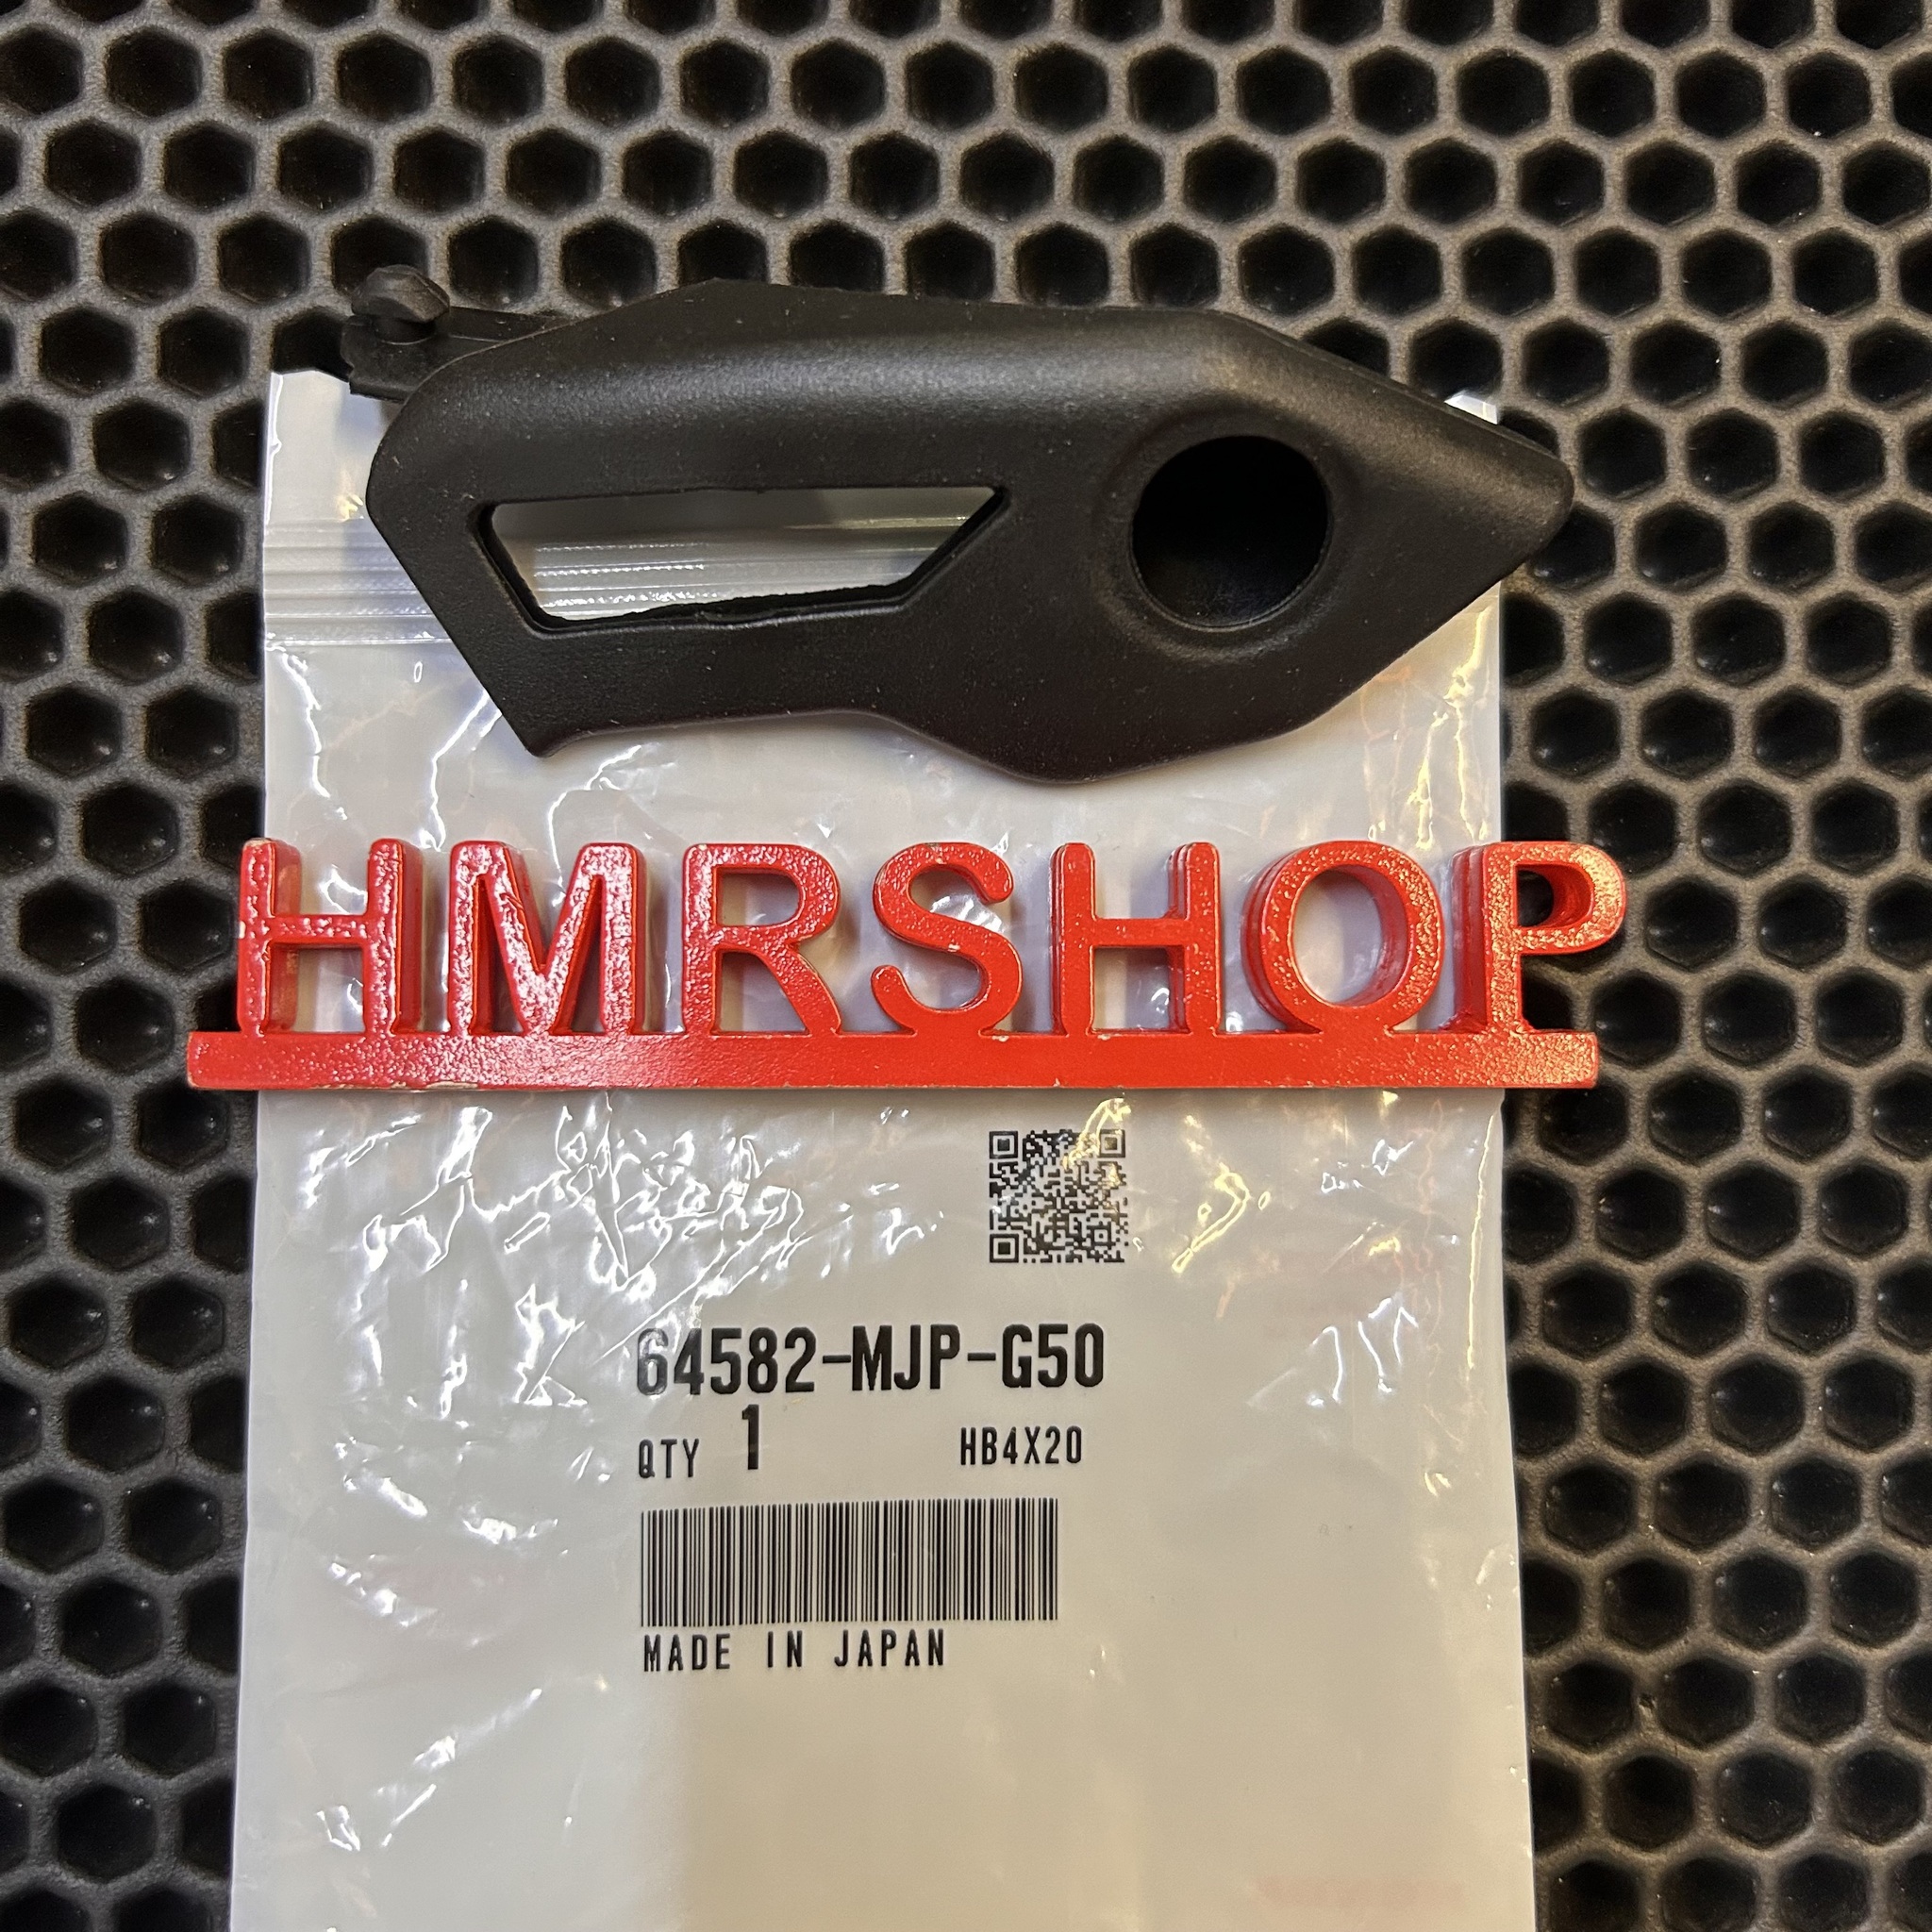 HMRSHOP
64582-MJP-G50
QTY 1 HB4X20
MADE IN JAPAN